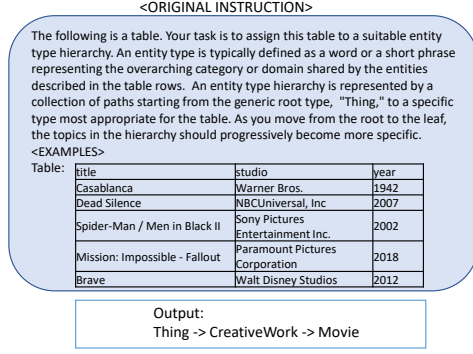 <ORIGINAL INSTRUCTION>
The following is a table. Your task is to assign this table to a suitable entity
type hierarchy. An entity type is typically defined as a word or a short phrase
representing the overarching category or domain shared by the entities
described in the table rows.  An entity type hierarchy is represented by a
collection of paths starting from the generic root type,  "Thing," to a specific
type most appropriate for the table. As you move from the root to the leaf,
the topics in the hierarchy should progressively become more specific.
<EXAMPLES>
Table: title studio year
Casablanca Warner Bros. 1942
Dead Silence NBCUniversal, Inc 2007
Spider-Man / Men in Black II Sony Pictures Entertainment Inc. 2002
Mission: Impossible - Fallout Paramount Pictures Corporation 2018
Brave Walt Disney Studios 2012
Output:
Thing -> CreativeWork -> Movie